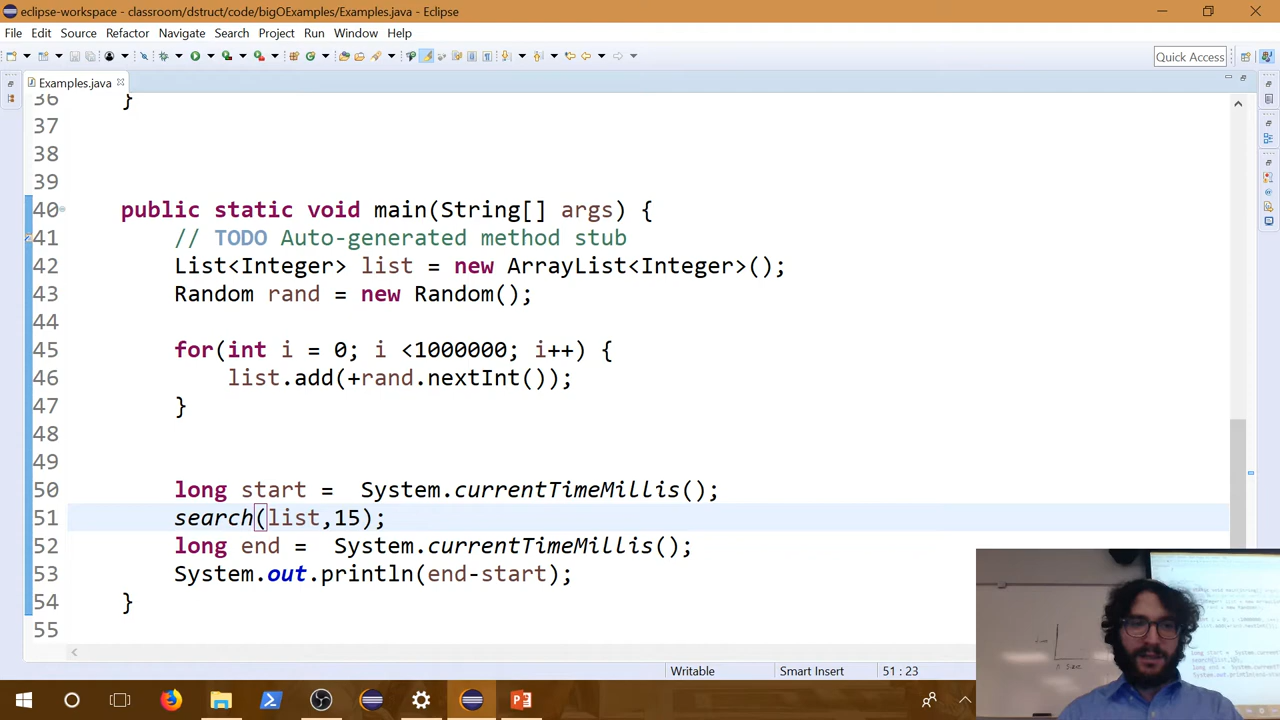 eclipse-workspace - classroom/dstruct/code/bigOExamples/Examples.java - Eclipse
File Edit Source Refactor Navigate Search Project Run Window Help
Quick Access
Examples.java
36 }
37
38
39
40 public static void main(String[] args) {
41 // TODO Auto-generated method stub
42 List<Integer> list = new ArrayList<Integer>();
43 Random rand = new Random();
44
45 for(int i = 0; i <1000000; i++) {
46 list.add(+rand.nextInt());
47 }
48
49
50 long start =  System.currentTimeMillis();
51 search(list,15);
52 long end =  System.currentTimeMillis();
53 System.out.println(end-start);
54 }
55
Writable Smart Insert 51 : 23